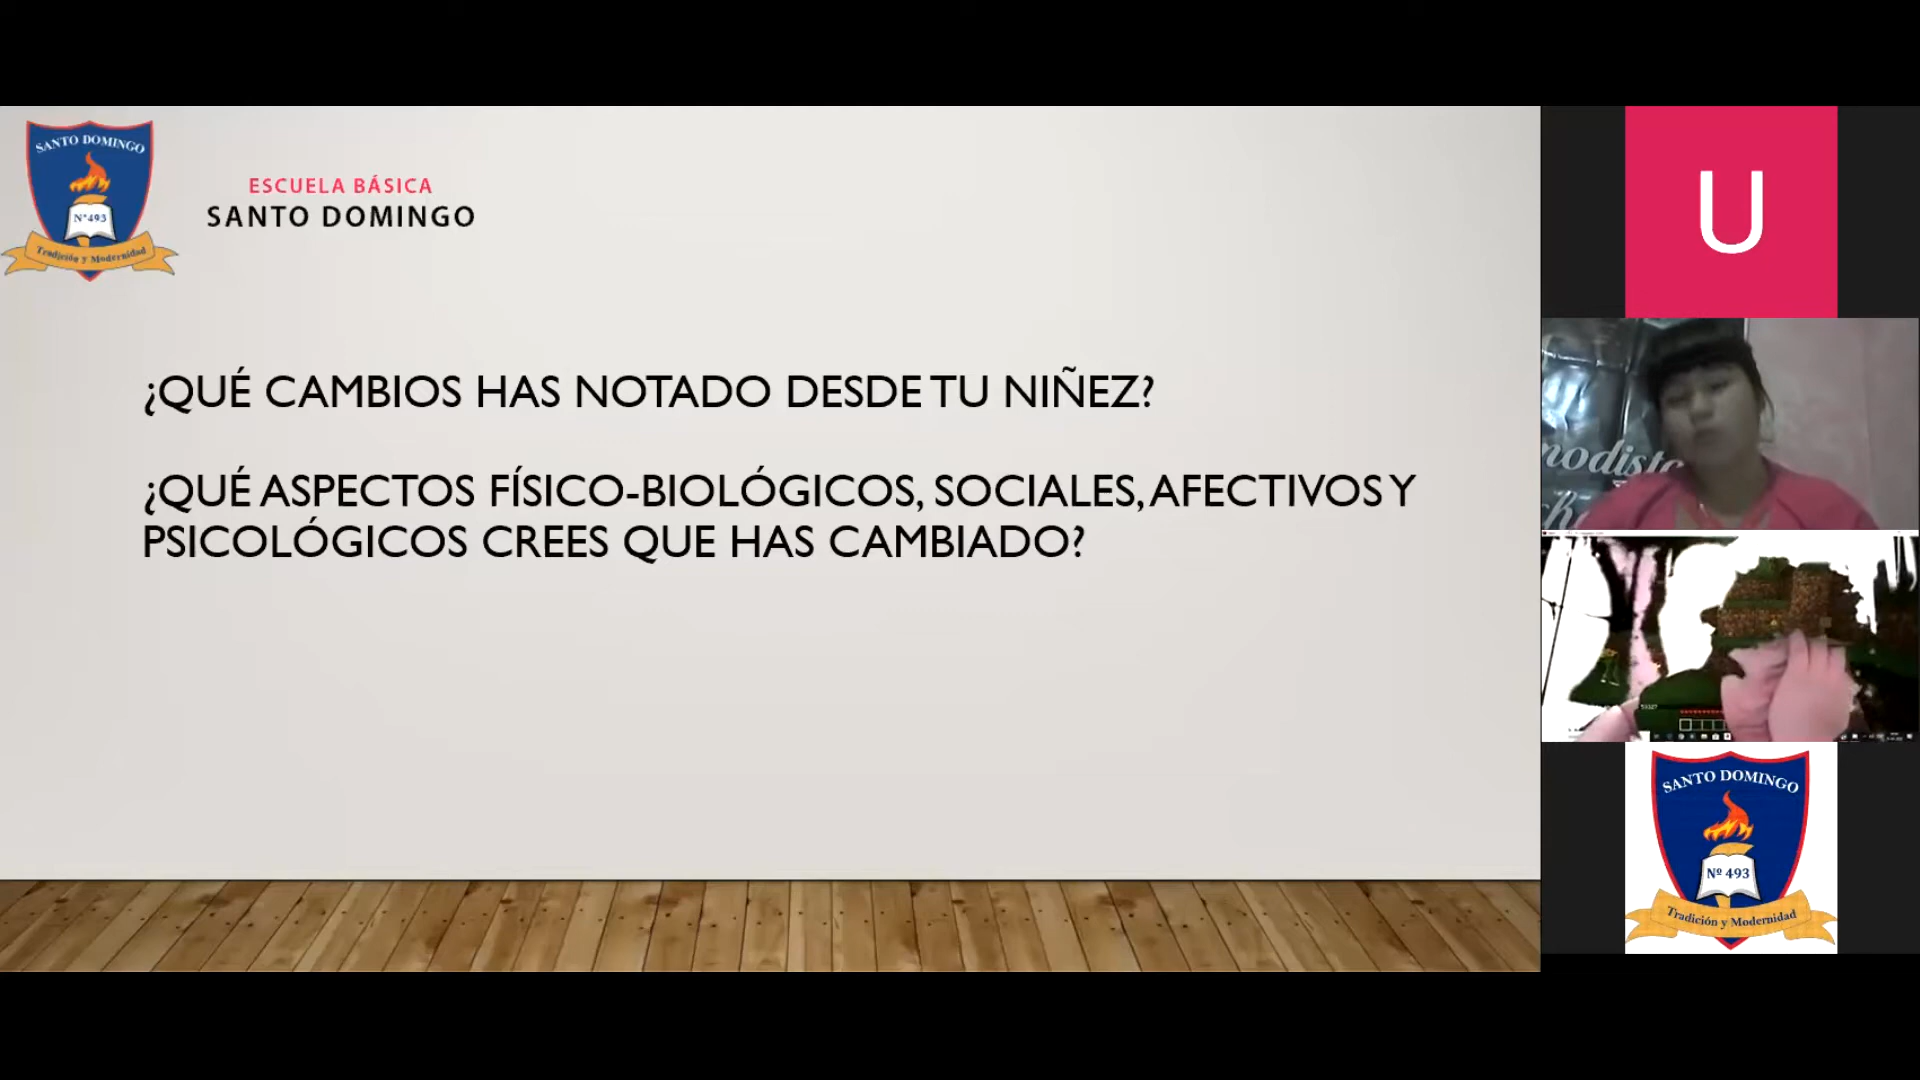 SANTO DOMINGO
N°493
Tradición y Modernidad
ESCUELA BÁSICA
SANTO DOMINGO
¿QUÉ CAMBIOS HAS NOTADO DESDE TU NIÑEZ?
¿QUÉ ASPECTOS FÍSICO-BIOLÓGICOS, SOCIALES, AFECTIVOS Y
PSICOLÓGICOS CREES QUE HAS CAMBIADO?
U
SANTO DOMINGO
Nº 493
Tradición y Modernidad